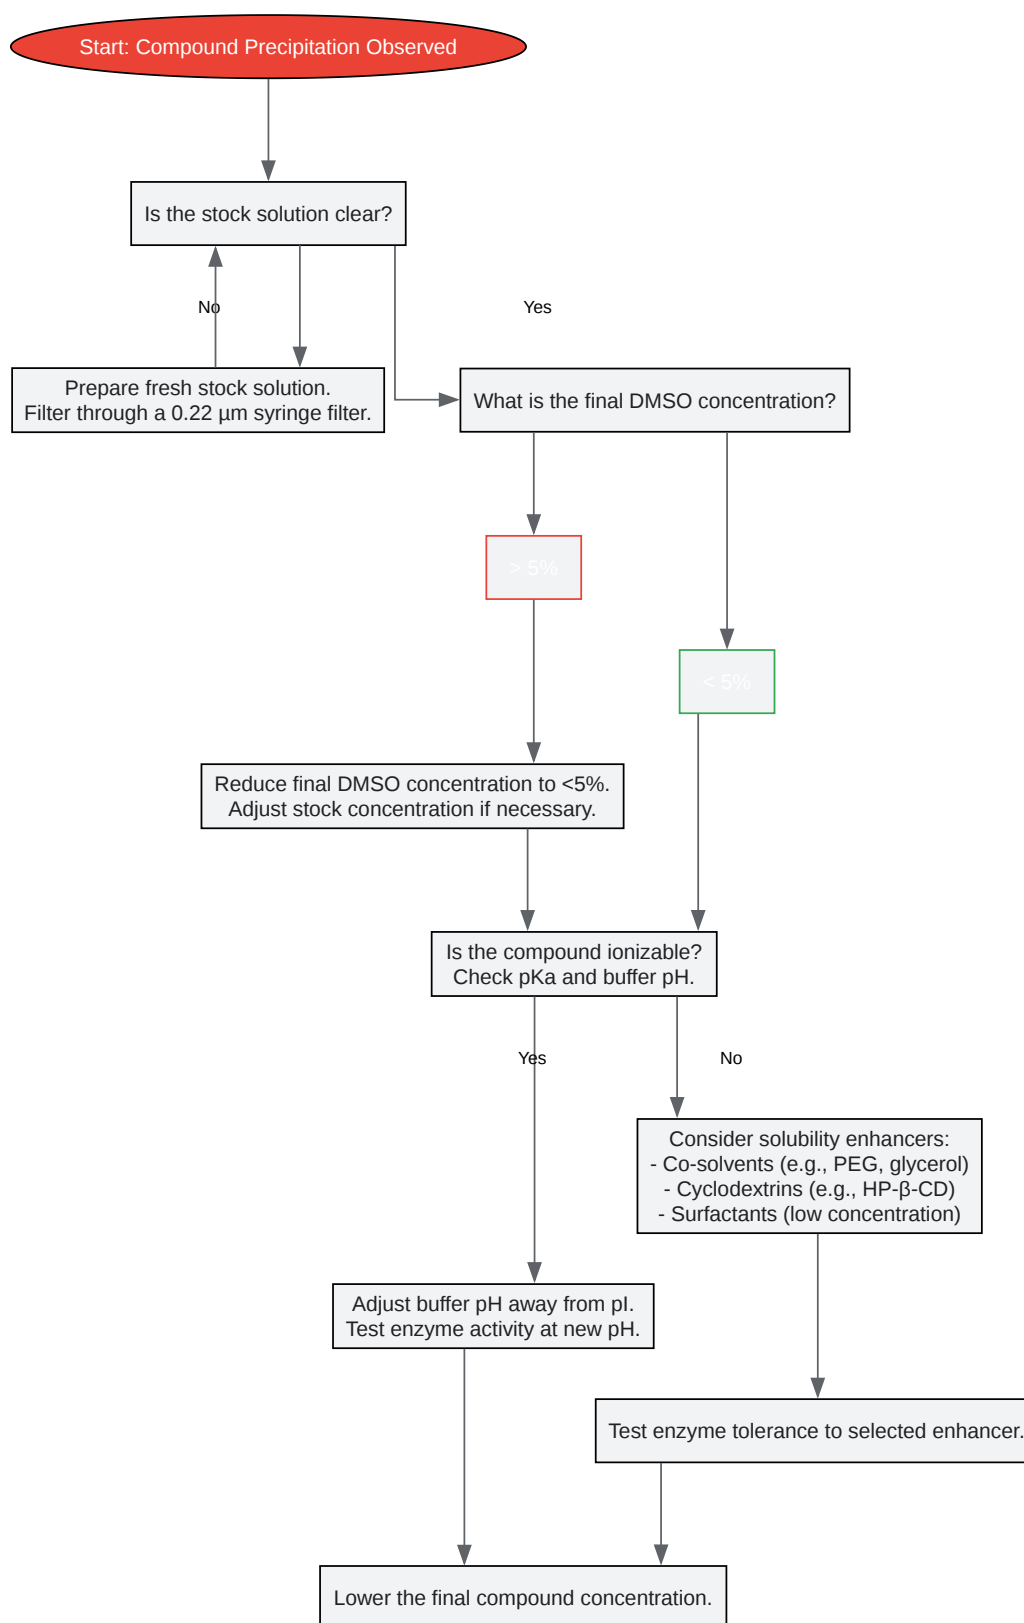 Start: Compound Precipitation Observed
Is the stock solution clear?
No
Yes
Prepare fresh stock solution.
Filter through a 0.22 µm syringe filter.
What is the final DMSO concentration?
> 5%
< 5%
Reduce final DMSO concentration to <5%.
Adjust stock concentration if necessary.
Is the compound ionizable?
Check pKa and buffer pH.
Yes
No
Consider solubility enhancers:
- Co-solvents (e.g., PEG, glycerol)
- Cyclodextrins (e.g., HP-β-CD)
- Surfactants (low concentration)
Adjust buffer pH away from pI.
Test enzyme activity at new pH.
Test enzyme tolerance to selected enhancer.
Lower the final compound concentration.